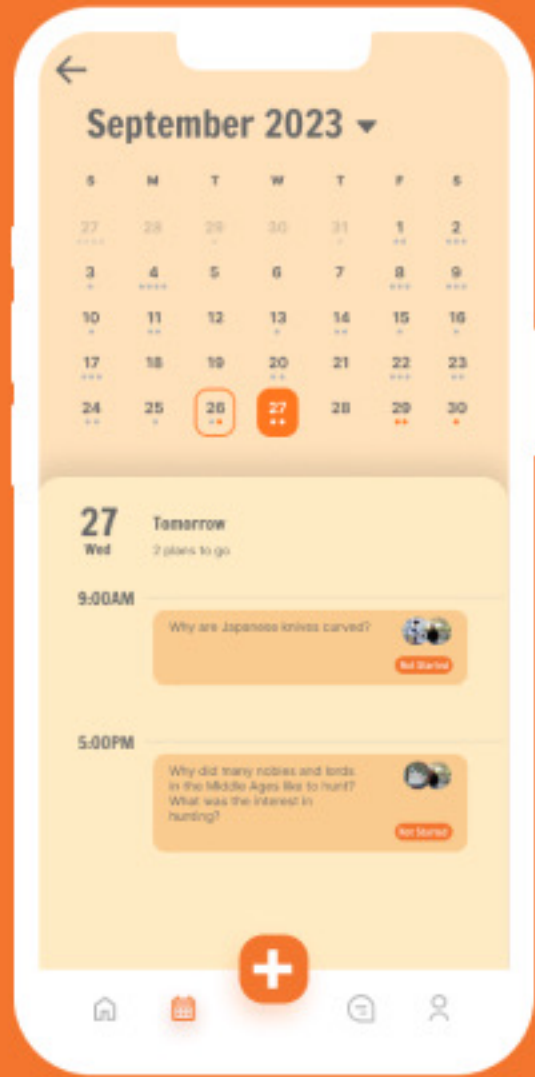 September 2023
S M T W T F S
27 28 29 30 31 1 2
3 4 5 6 7 8 9
10 11 12 13 14 15 16
17 18 19 20 21 22 23
24 25 26 27 28 29 30
27 Tomorrow
Wed 2 plans to go
9:00AM
Why are Japanese knives curved?
Not Started
5:00PM
Why did many nobles and lords
in the Middle Ages like to hunt?
What was the interest in
hunting?
Not Started